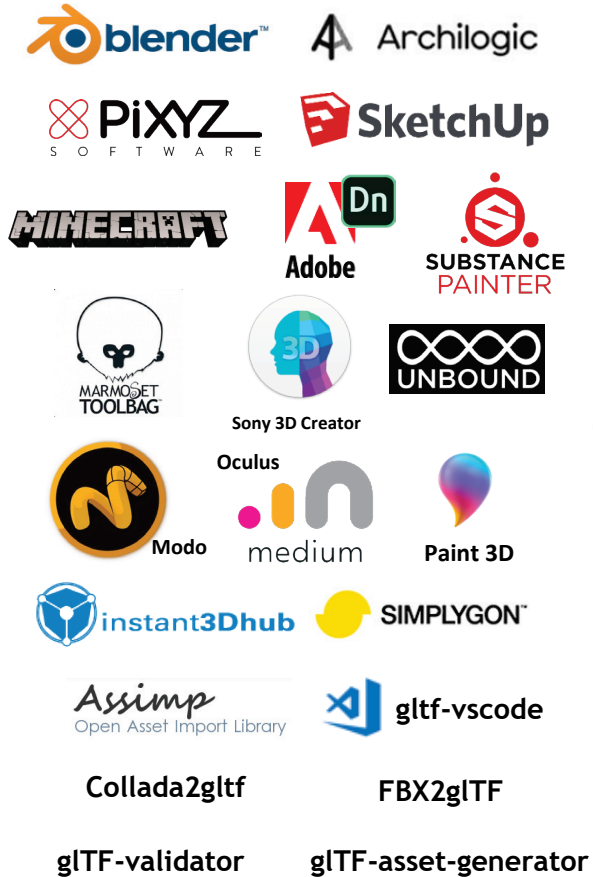 blender™
Archilogic
PiXYZ
SOFTWARE
SketchUp
MINECRAFT
Dn
Adobe
SUBSTANCE
PAINTER
MARMOSET
TOOLBAG
3D
Sony 3D Creator
UNBOUND
Modo
Oculus
medium
Paint 3D
instant3Dhub
SIMPLYGON™
Assimp
Open Asset Import Library
gltf-vscode
Collada2gltf
FBX2glTF
glTF-validator
glTF-asset-generator